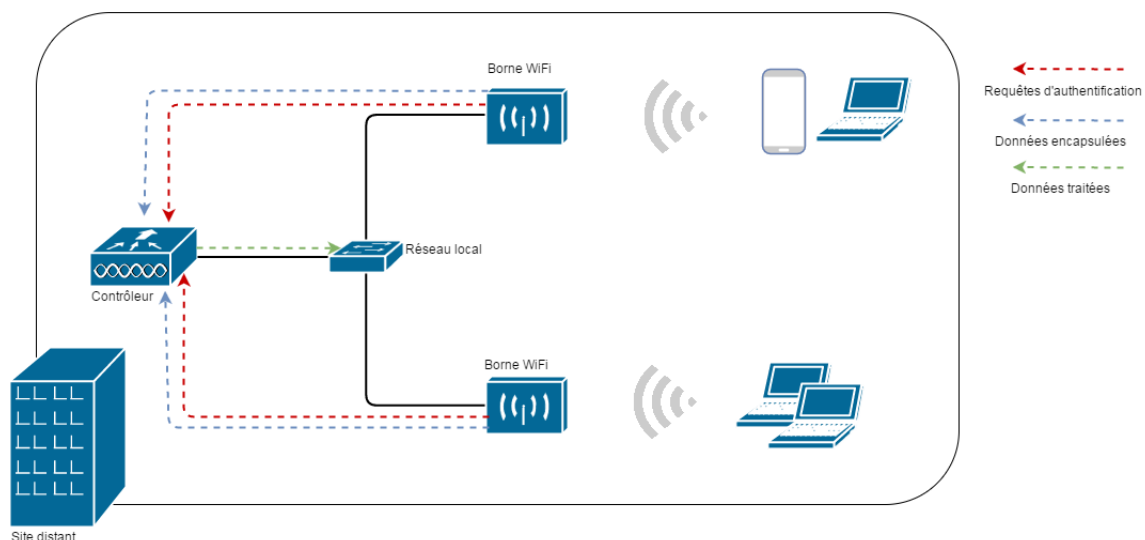 Borne WiFi
Requêtes d'authentification
Données encapsulées
Données traitées
Réseau local
Contrôleur
Borne WiFi
Site distant